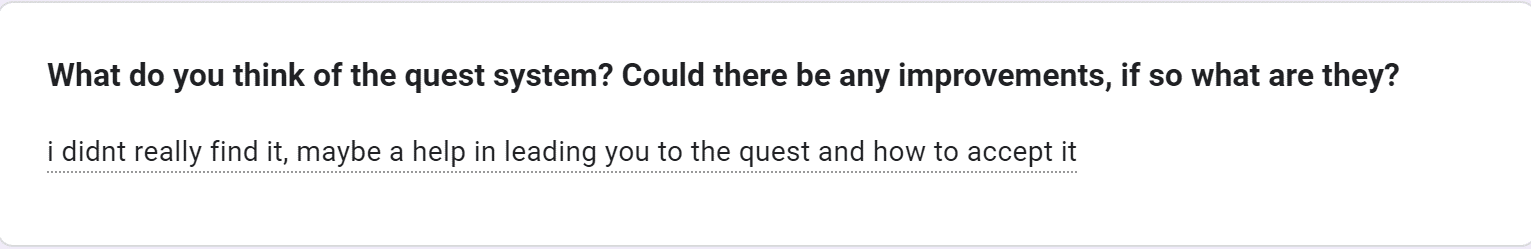 What do you think of the quest system? Could there be any improvements, if so what are they?
i didnt really find it, maybe a help in leading you to the quest and how to accept it